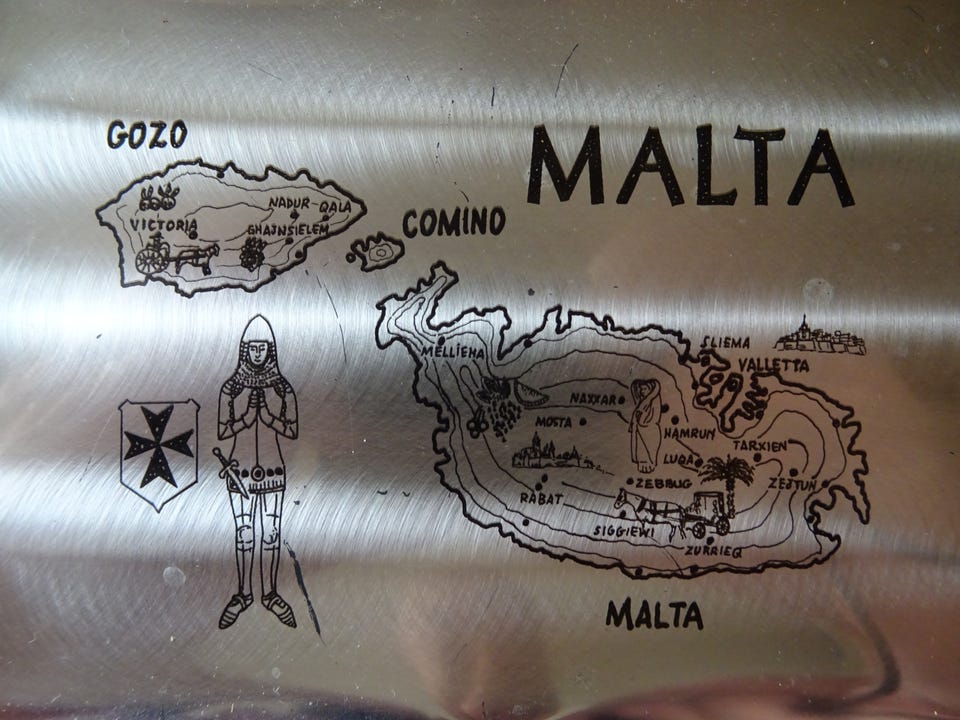 GOZO
MALTA
NADUR-QALA
VICTORIA
GHAJNSIELEM
COMINO
SLIEMA
MELLIEHA
VALLETTA
NAXXAR
MOSTA
HAMRUN
TARXIEN
LUQA
ZEBBUG
ZEJTUN
RABAT
SIGGIEWI
ZURRIEQ
MALTA